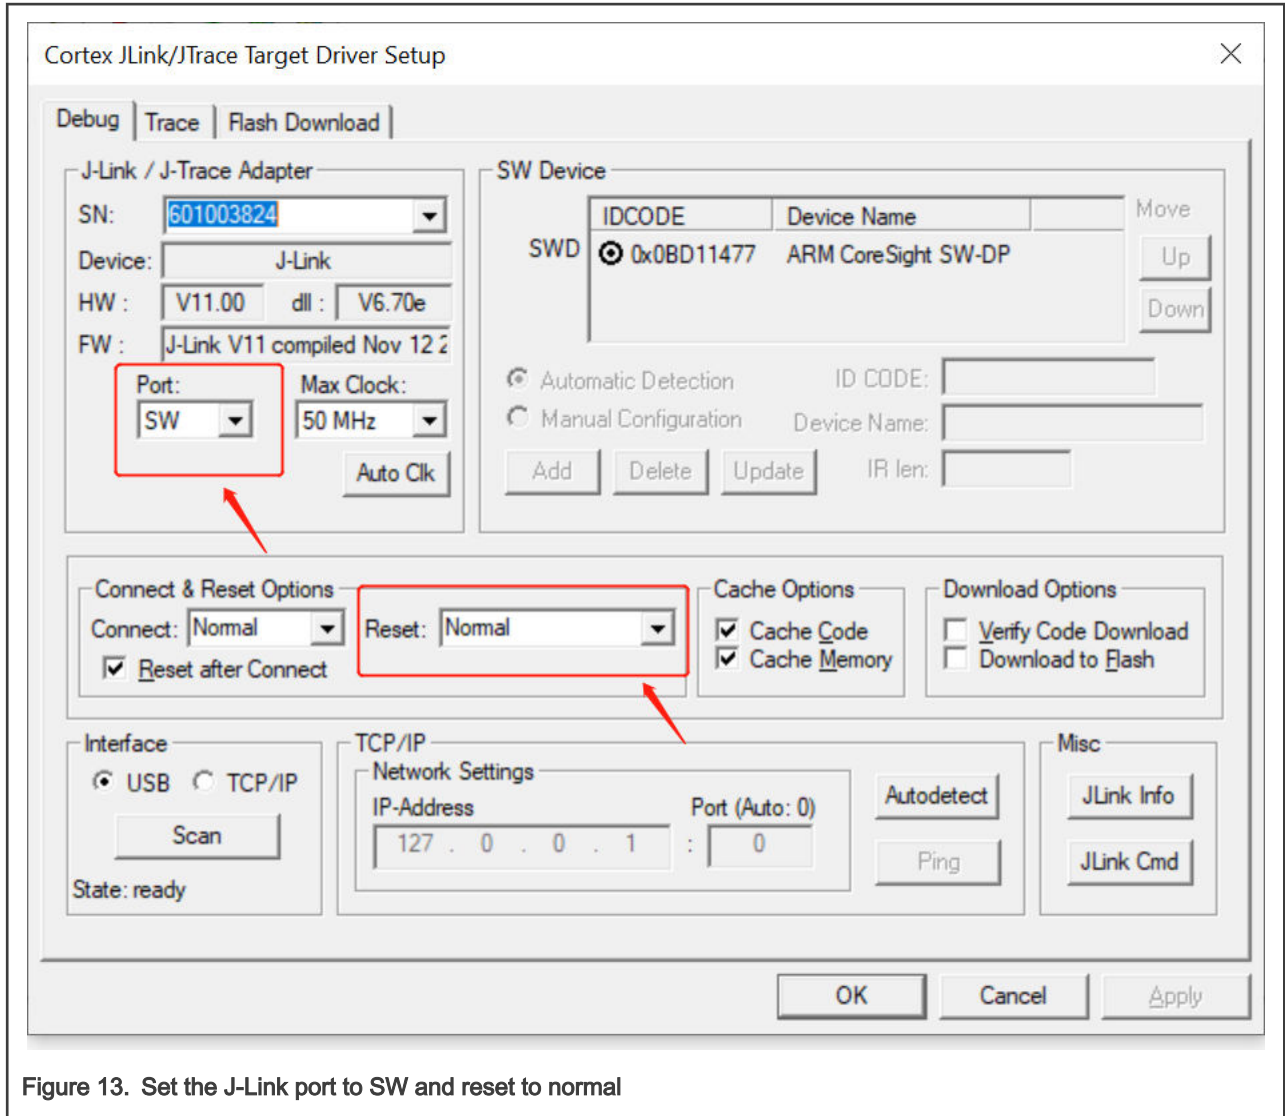 Cortex JLink/JTrace Target Driver Setup
Debug Trace Flash Download
J-Link / J-Trace Adapter
SN: 601003824
Device: J-Link
HW : V11.00 dll : V6.70e
FW : J-Link V11 compiled Nov 12 2
Port: Max Clock:
SW 50 MHz
Auto Clk
SW Device
IDCODE Device Name
SWD 0x0BD11477 ARM CoreSight SW-DP
Move
Up
Down
Automatic Detection ID CODE:
Manual Configuration Device Name:
Add Delete Update IR len:
Connect & Reset Options
Connect: Normal Reset: Normal
Reset after Connect
Cache Options
Cache Code
Cache Memory
Download Options
Verify Code Download
Download to Flash
Interface
USB TCP/IP
Scan
State: ready
TCP/IP
Network Settings
IP-Address Port (Auto: 0)
127 . 0 . 0 . 1 : 0
Autodetect
Ping
Misc
JLink Info
JLink Cmd
OK Cancel Apply
Figure 13. Set the J-Link port to SW and reset to normal